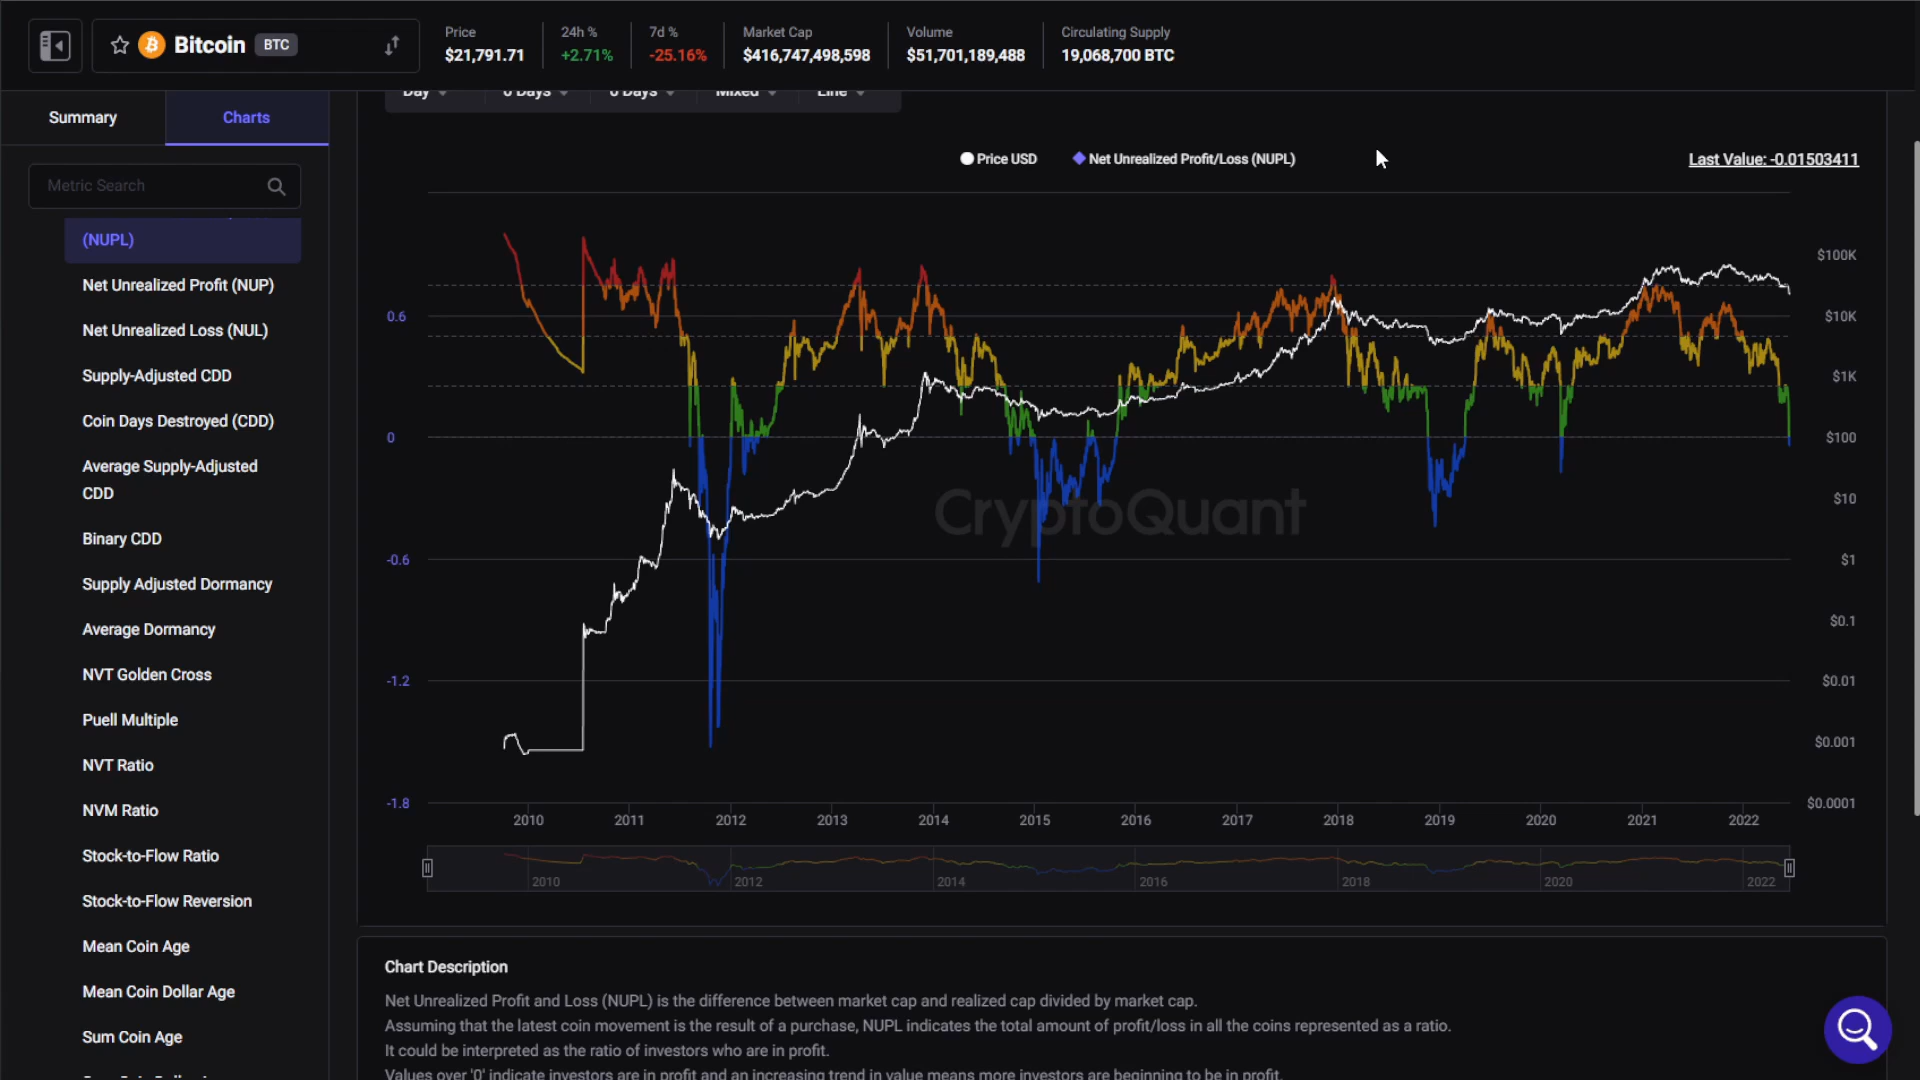 Bitcoin BTC
Price
$21,791.71
24h %
+2.71%
7d %
-25.16%
Market Cap
$416,747,498,598
Volume
$51,701,189,488
Circulating Supply
19,068,700 BTC
Summary
Charts
Metric Search
(NUPL)
Net Unrealized Profit (NUP)
Net Unrealized Loss (NUL)
Supply-Adjusted CDD
Coin Days Destroyed (CDD)
Average Supply-Adjusted
CDD
Binary CDD
Supply Adjusted Dormancy
Average Dormancy
NVT Golden Cross
Puell Multiple
NVT Ratio
NVM Ratio
Stock-to-Flow Ratio
Stock-to-Flow Reversion
Mean Coin Age
Mean Coin Dollar Age
Sum Coin Age
Day
Days
Days
Mixed
Line
Price USD
Net Unrealized Profit/Loss (NUPL)
Last Value: -0.01503411
0.6
0
-0.6
-1.2
-1.8
$100K
$10K
$1K
$100
$10
$1
$0.1
$0.01
$0.001
$0.0001
CryptoQuant
2010 2011 2012 2013 2014 2015 2016 2017 2018 2019 2020 2021 2022
2010 2012 2014 2016 2018 2020 2022
Chart Description
Net Unrealized Profit and Loss (NUPL) is the difference between market cap and realized cap divided by market cap.
Assuming that the latest coin movement is the result of a purchase, NUPL indicates the total amount of profit/loss in all the coins represented as a ratio.
It could be interpreted as the ratio of investors who are in profit.
Values over '0' indicate investors are in profit and an increasing trend in value means more investors are beginning to be in profit.